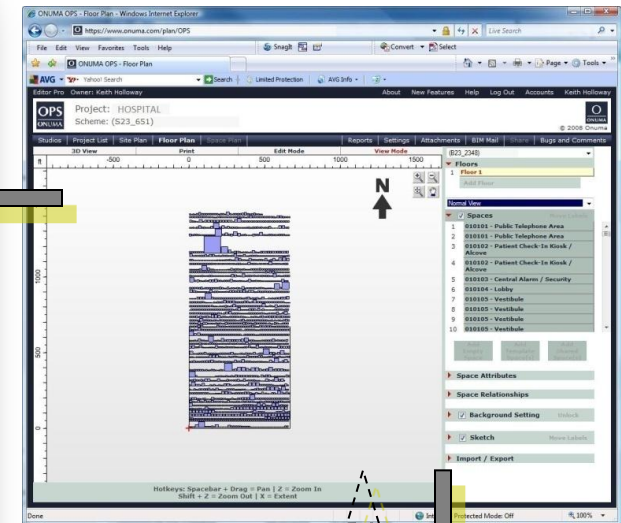 ONUMA OPS - Floor Plan - Windows Internet Explorer
https://www.onuma.com/plan/OPS
Live Search
File Edit View Favorites Tools Help
SnagIt
Convert Select
ONUMA OPS - Floor Plan
Page Tools
AVG Yahoo! Search Search Limited Protection AVG Info
Editor Pro Owner: Keith Holloway
About New Features Help Log Out Accounts Keith Holloway
OPS
ONUMA
Project: HOSPITAL
Scheme: (S23_651)
© 2008 Onuma
Studios Project List Site Plan Floor Plan Space Plan Reports Settings Attachments BIM Mail Share Bugs and Comments
3D View Print Edit Mode View Mode
ft -500 0 500 1000 1500
N
1000
500
0
(B23_2348)
Floors
1 Floor 1
Add Floor
Normal View
Spaces Move Labels
1 010101 - Public Telephone Area
2 010101 - Public Telephone Area
3 010102 - Patient Check-In Kiosk /
Alcove
4 010102 - Patient Check-In Kiosk /
Alcove
5 010103 - Central Alarm / Security
6 010104 - Lobby
7 010105 - Vestibule
8 010105 - Vestibule
9 010105 - Vestibule
10 010105 - Vestibule
Space Attributes
Space Relationships
Background Setting Unlock
Sketch Move Labels
Import / Export
Hotkeys: Spacebar + Drag = Pan | Z = Zoom In
Shift + Z = Zoom Out | X = Extent
Done
Protected Mode: Off
100%